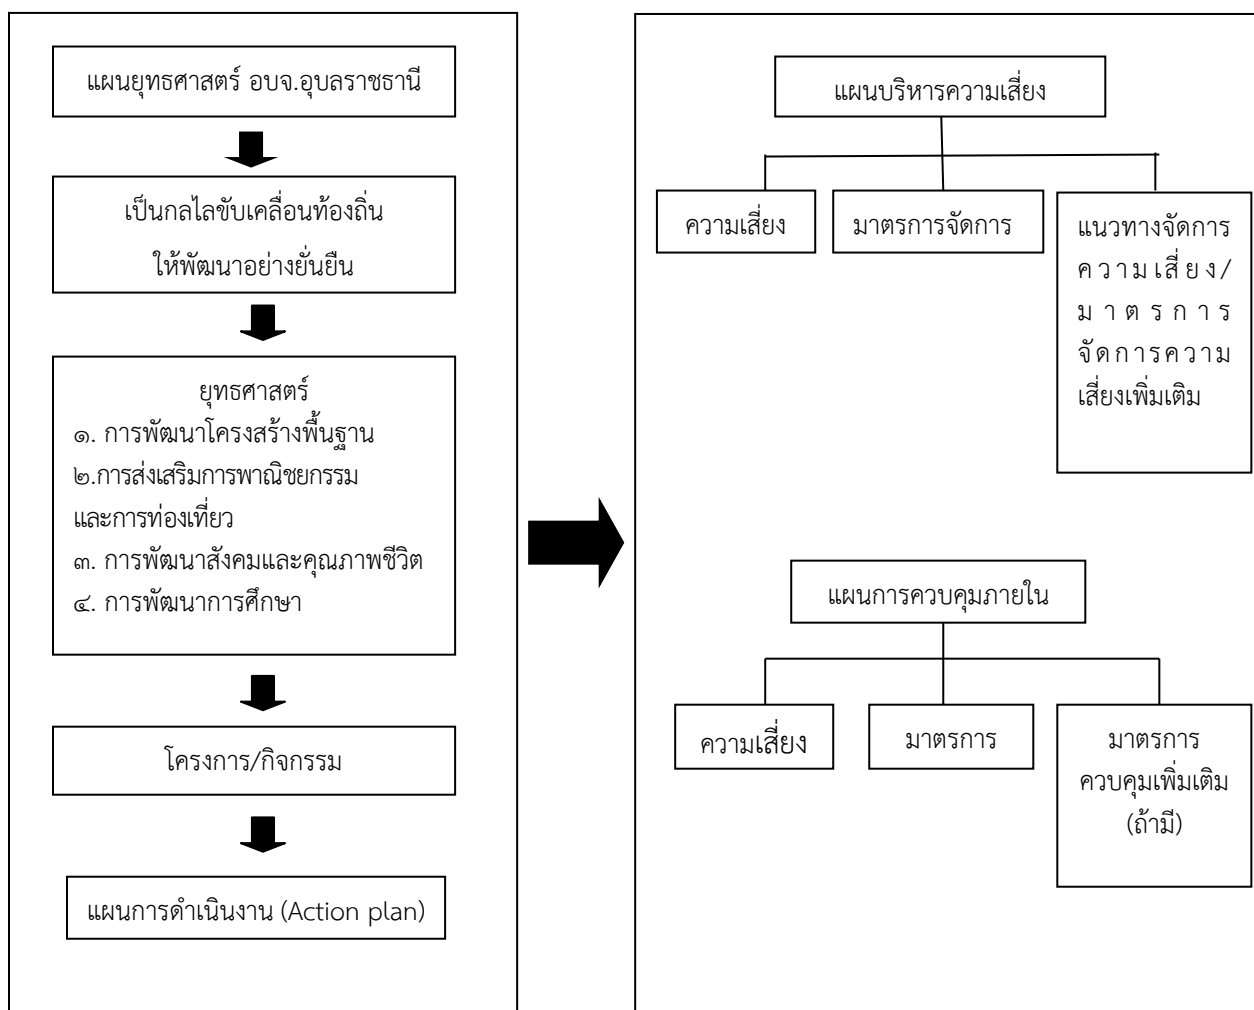 แผนยุทธศาสตร์ อบจ.อุบลราชธานี
เป็นกลไลขับเคลื่อนท้องถิ่น
ให้พัฒนาอย่างยั่นยืน
ยุทธศาสตร์
๑. การพัฒนาโครงสร้างพื้นฐาน
๒.การส่งเสริมการพาณิชยกรรม
และการท่องเที่ยว
๓. การพัฒนาสังคมและคุณภาพชีวิต
๔. การพัฒนาการศึกษา
โครงการ/กิจกรรม
แผนการดำเนินงาน (Action plan)
แผนบริหารความเสี่ยง
ความเสี่ยง
มาตรการจัดการ
แนวทางจัดการ
ความเสี่ยง/
มาตรการ
จัดการความ
เสี่ยงเพิ่มเติม
แผนการควบคุมภายใน
ความเสี่ยง
มาตรการ
มาตรการ
ควบคุมเพิ่มเติม
(ถ้ามี)